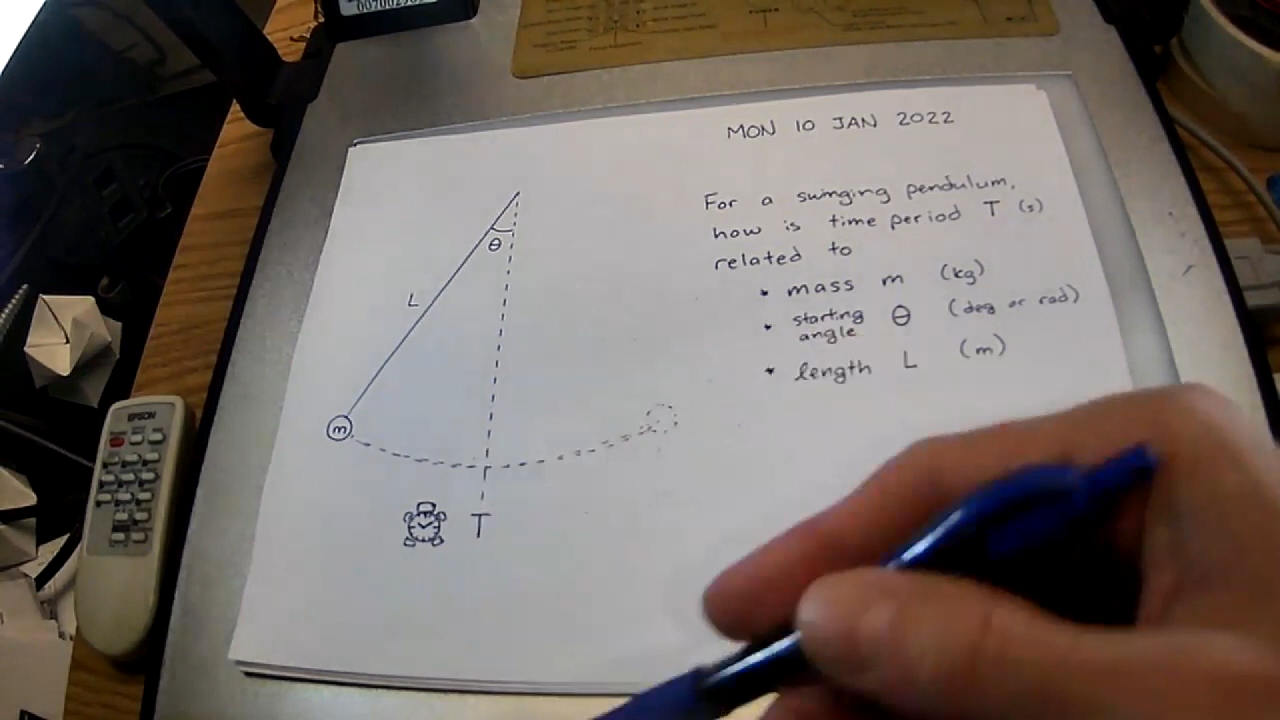 MON 10 JAN 2022
For a swinging pendulum,
how is time period T (s)
related to
• mass m (kg)
• starting angle θ (deg or rad)
• length L (m)
θ
L
m
T
EPSON